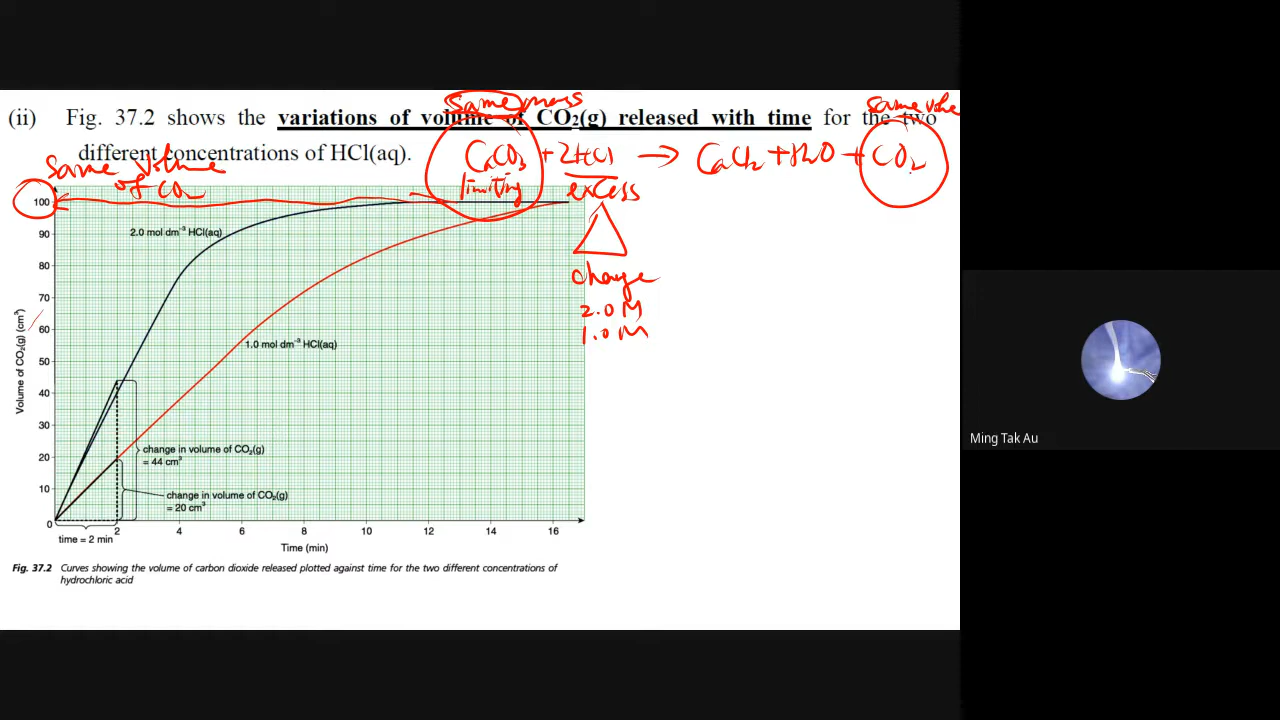 same mass
same volume
(ii) Fig. 37.2 shows the variations of volume of CO₂(g) released with time for the two
different concentrations of HCl(aq).
CaCO₃ + 2HCl → CaCl₂ + H₂O + CO₂
limiting
excess
same volume
of CO₂
change
2.0 M
1.0 M
100
90
80
70
60
50
40
30
20
10
0
Volume of CO₂(g) (cm³)
2.0 mol dm⁻³ HCl(aq)
1.0 mol dm⁻³ HCl(aq)
change in volume of CO₂(g)
= 44 cm³
change in volume of CO₂(g)
= 20 cm³
2 4 6 8 10 12 14 16
time = 2 min
Time (min)
Fig. 37.2 Curves showing the volume of carbon dioxide released plotted against time for the two different concentrations of
hydrochloric acid
Ming Tak Au